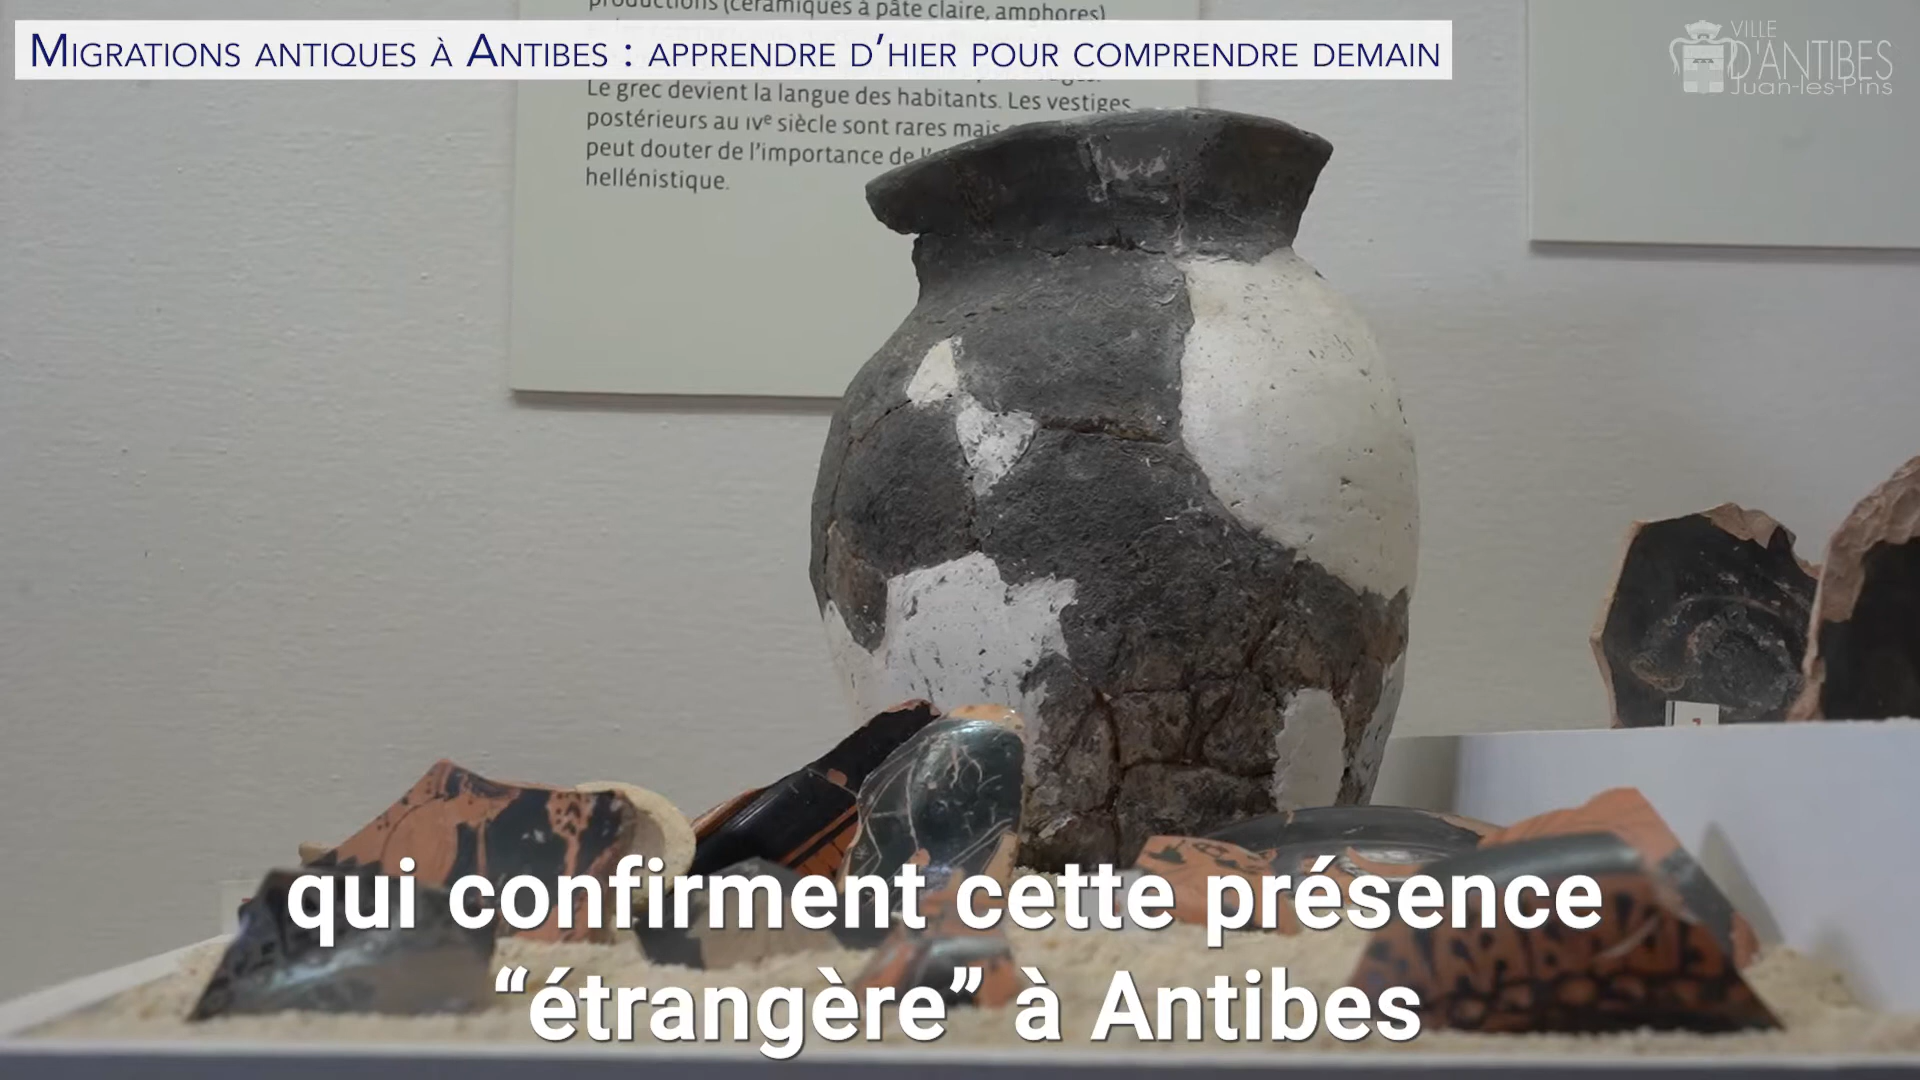 productions (céramiques à pâte claire, amphores)
MIGRATIONS ANTIQUES À ANTIBES : APPRENDRE D'HIER POUR COMPRENDRE DEMAIN
VILLE
D'ANTIBES
Juan-les-Pins
Le grec devient la langue des habitants. Les vestiges
postérieurs au IVe siècle sont rares mais
peut douter de l'importance de
hellénistique.
qui confirment cette présence
“étrangère” à Antibes